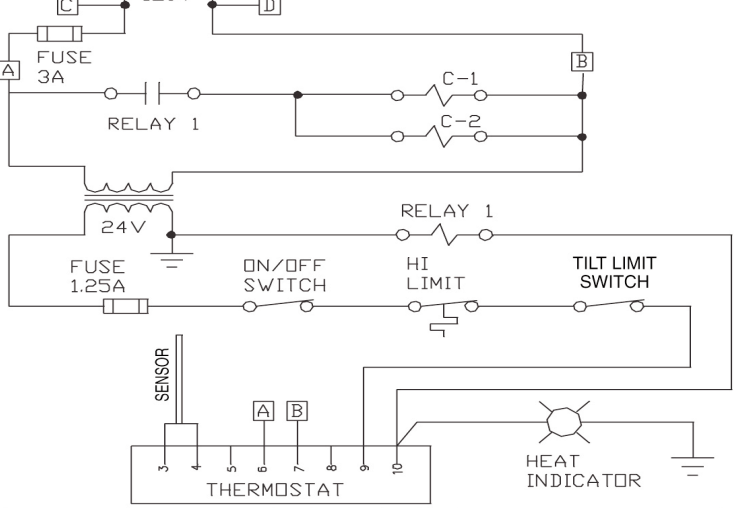 C
D
FUSE
3A
A
B
C-1
RELAY 1
C-2
24V
RELAY 1
FUSE
1.25A
ON/OFF
SWITCH
HI
LIMIT
TILT LIMIT
SWITCH
SENSOR
A
B
3
4
5
6
7
8
9
10
THERMOSTAT
HEAT
INDICATOR